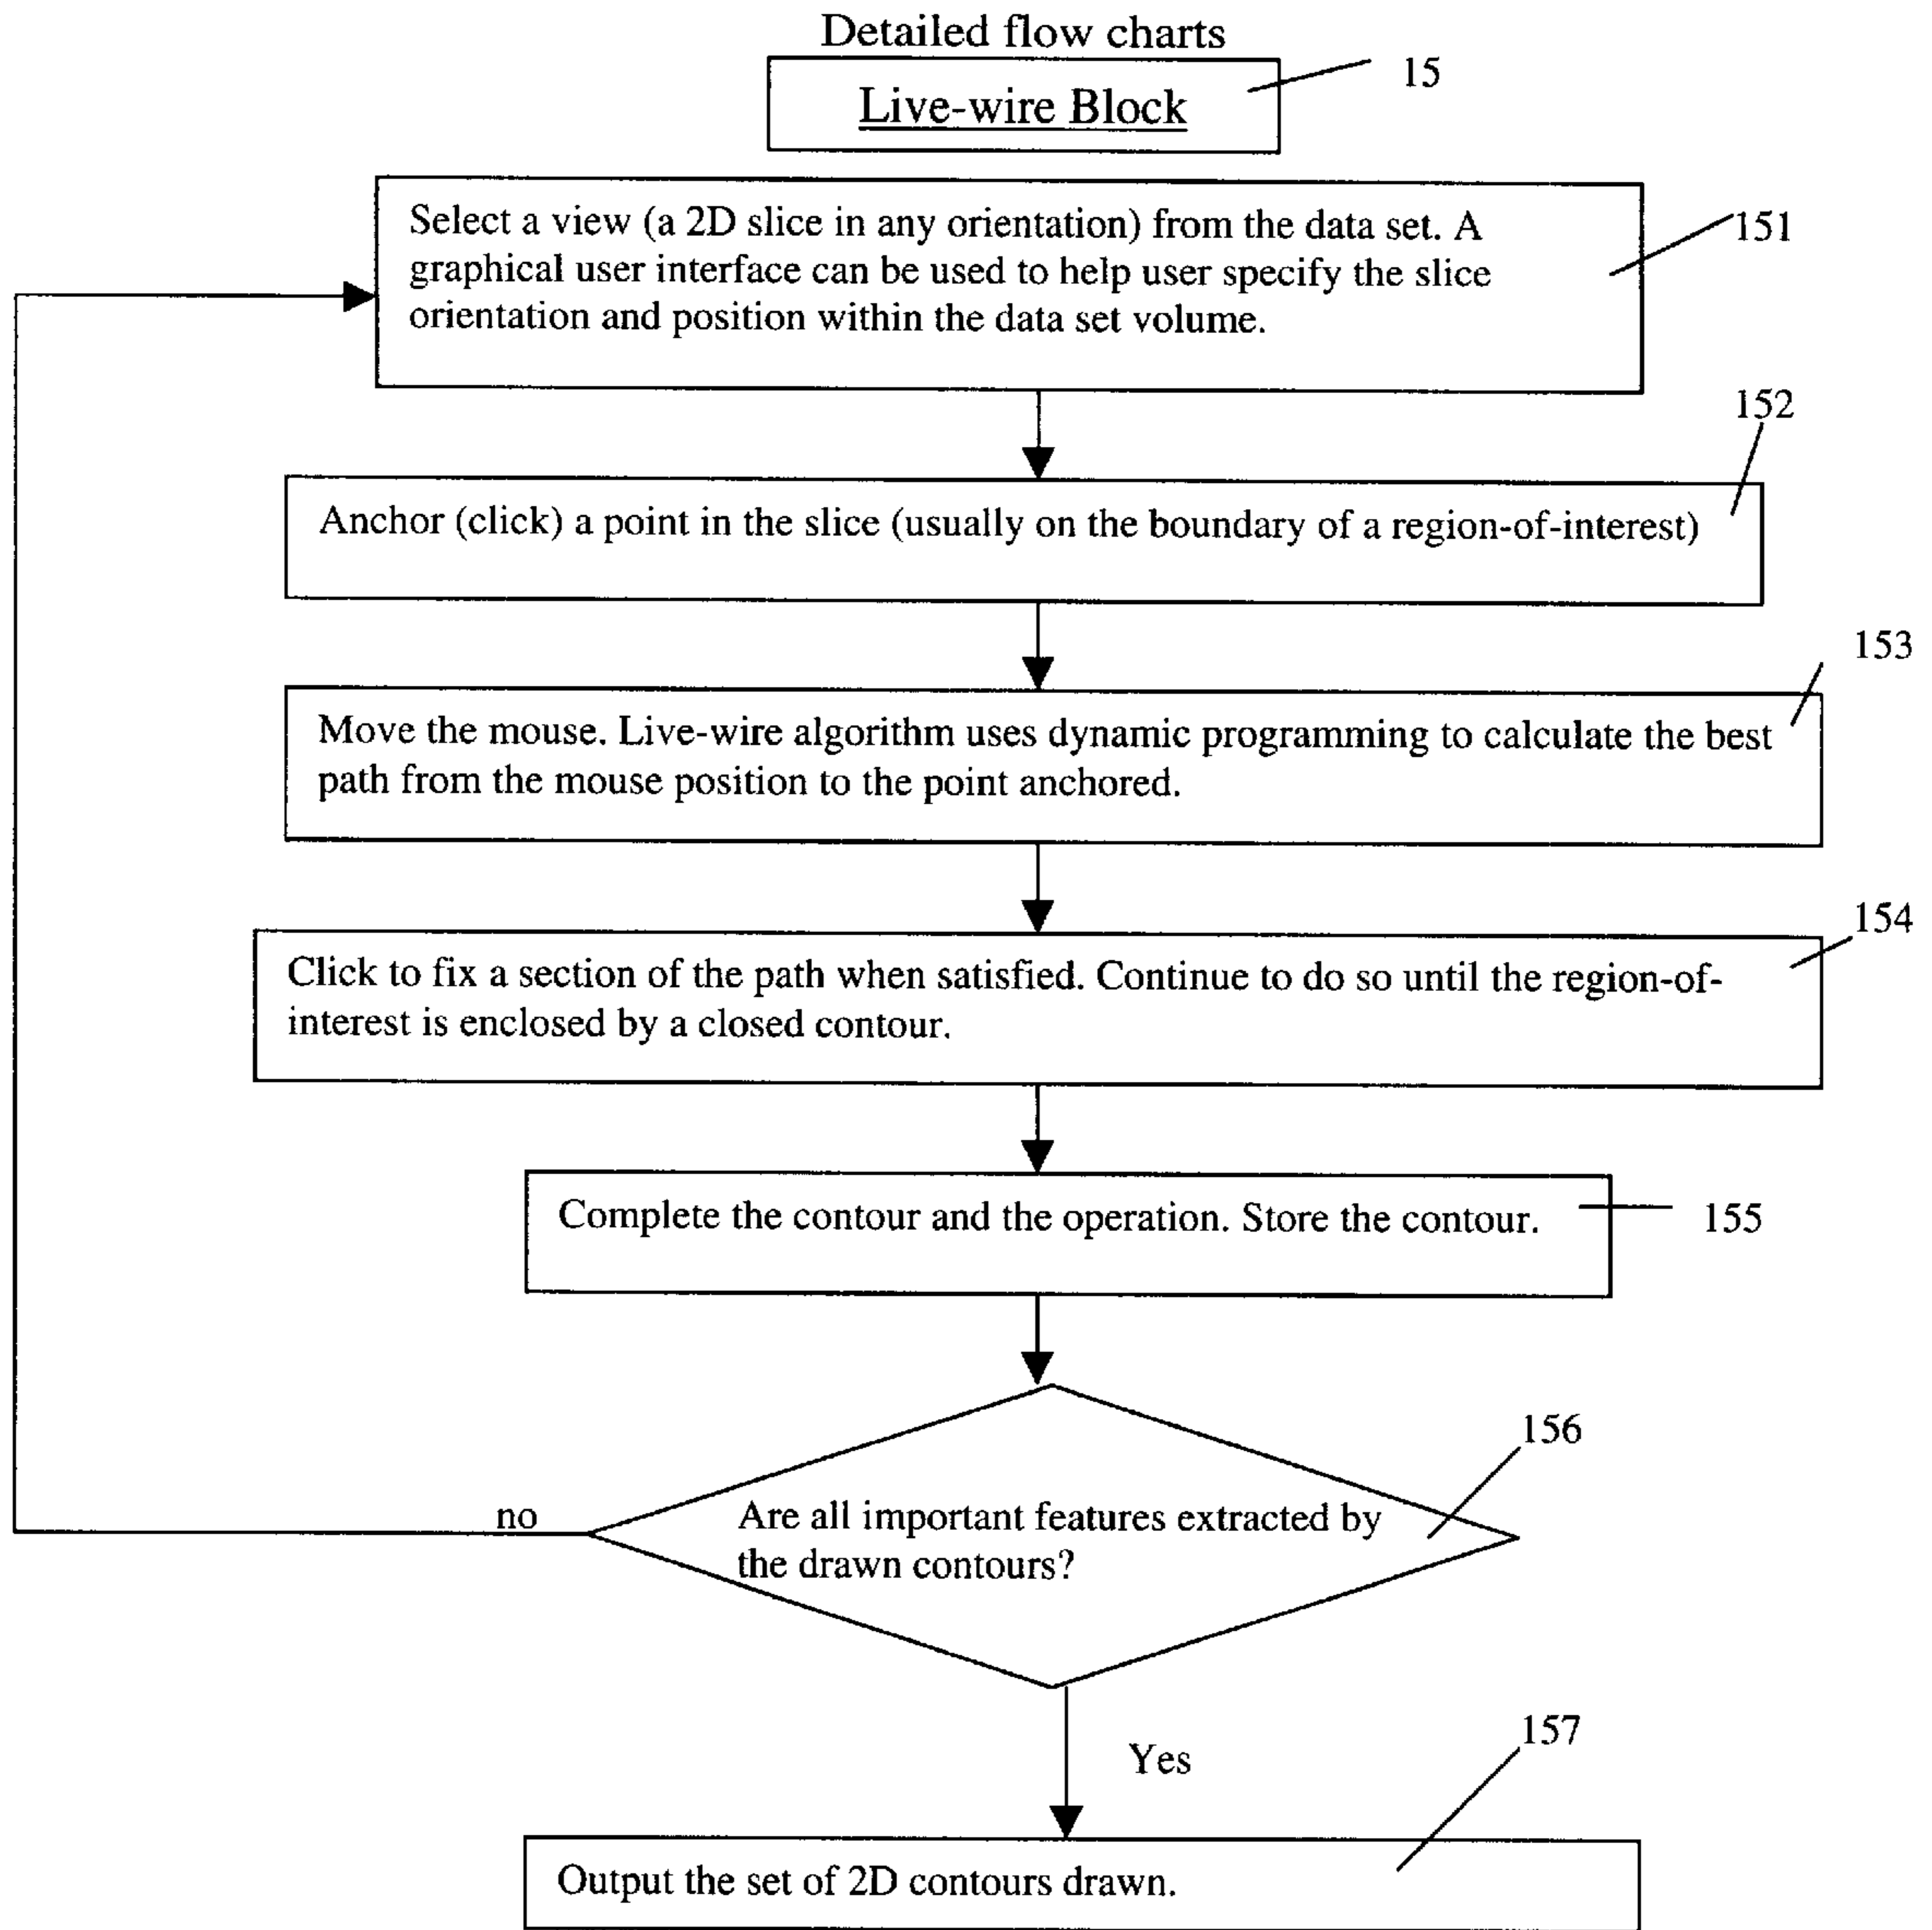 Detailed flow charts
15
Live-wire Block
Select a view (a 2D slice in any orientation) from the data set. A
graphical user interface can be used to help user specify the slice
orientation and position within the data set volume.
151
152
Anchor (click) a point in the slice (usually on the boundary of a region-of-interest)
153
Move the mouse. Live-wire algorithm uses dynamic programming to calculate the best
path from the mouse position to the point anchored.
154
Click to fix a section of the path when satisfied. Continue to do so until the region-of-
interest is enclosed by a closed contour.
Complete the contour and the operation. Store the contour.
155
156
no
Are all important features extracted by
the drawn contours?
157
Yes
Output the set of 2D contours drawn.